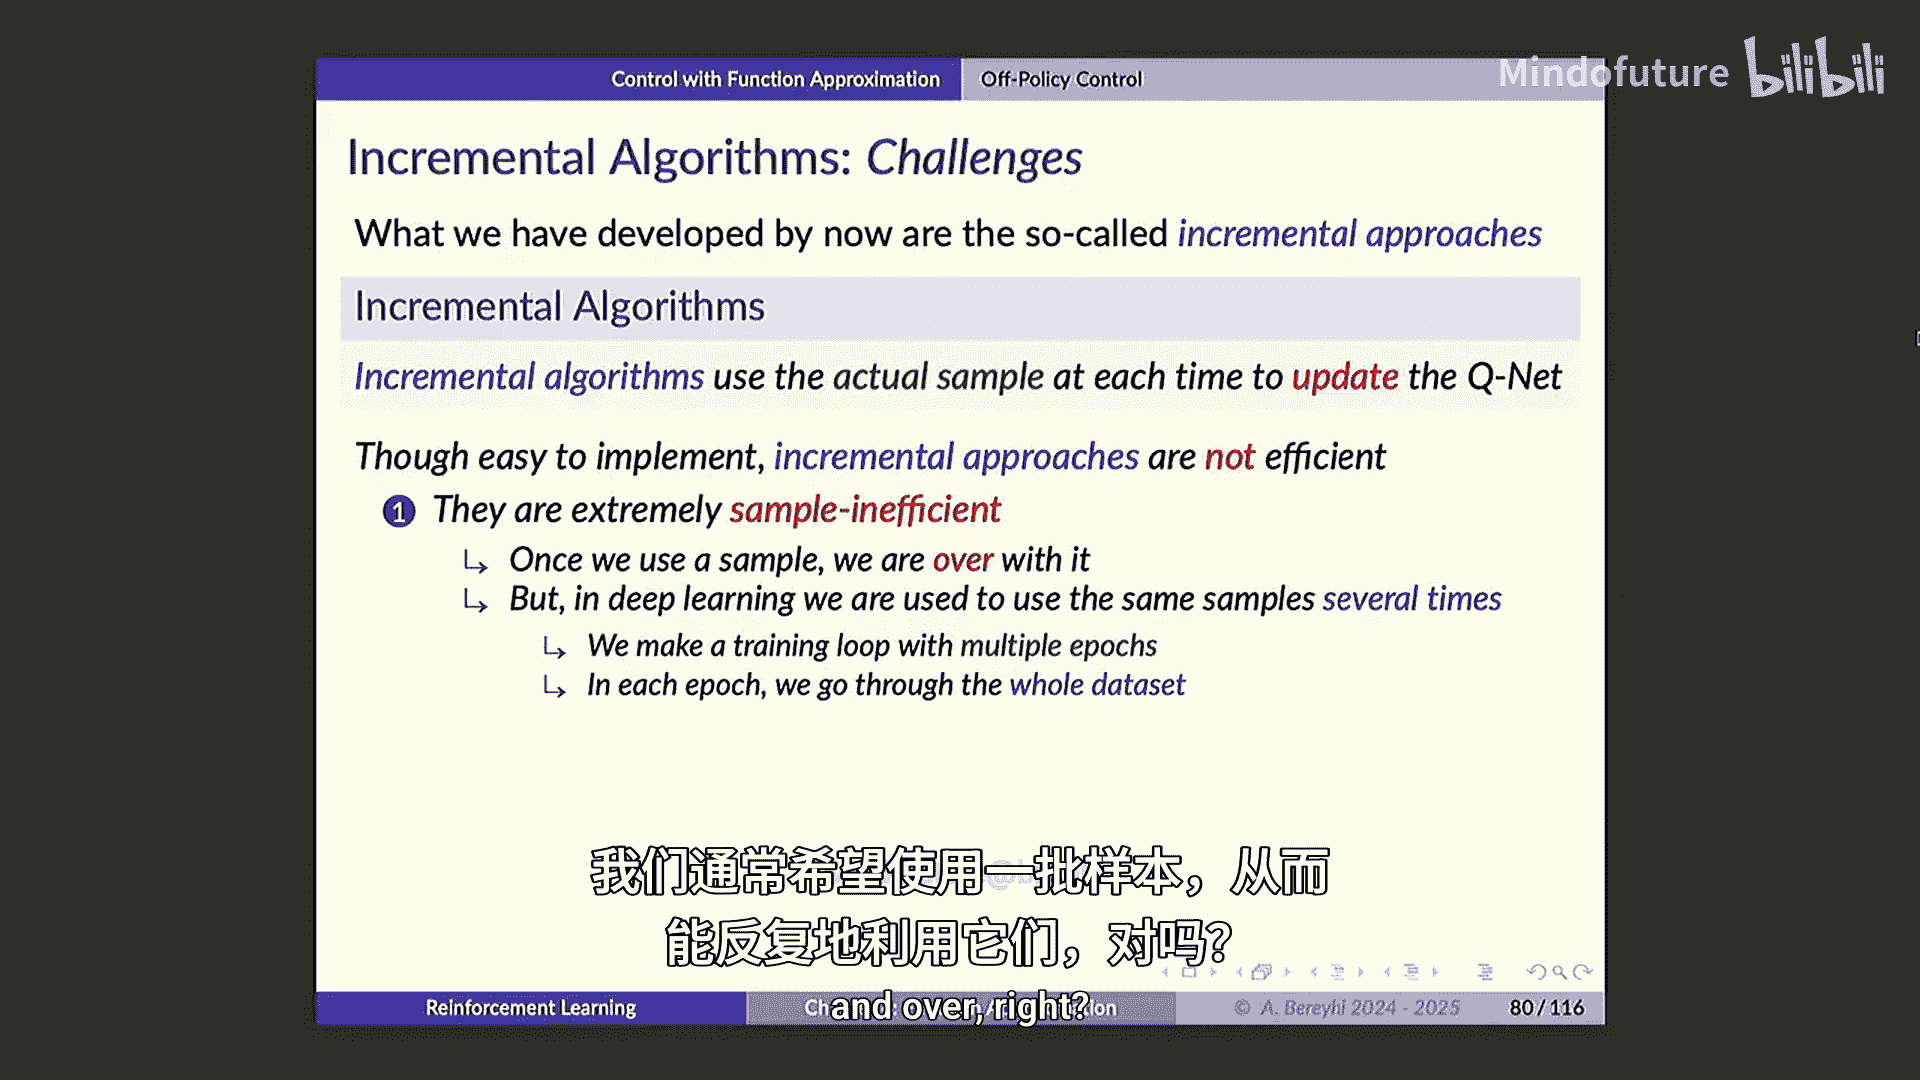 Mindofuture bilibili
Control with Function Approximation Off-Policy Control
Incremental Algorithms: Challenges
What we have developed by now are the so-called incremental approaches
Incremental Algorithms
Incremental algorithms use the actual sample at each time to update the Q-Net
Though easy to implement, incremental approaches are not efficient
1 They are extremely sample-inefficient
↳ Once we use a sample, we are over with it
↳ But, in deep learning we are used to use the same samples several times
↳ We make a training loop with multiple epochs
↳ In each epoch, we go through the whole dataset
我们通常希望使用一批样本，从而
能反复地利用它们，对吗？
and over, right?
Reinforcement Learning © A. Bereyhi 2024 - 2025 80 / 116